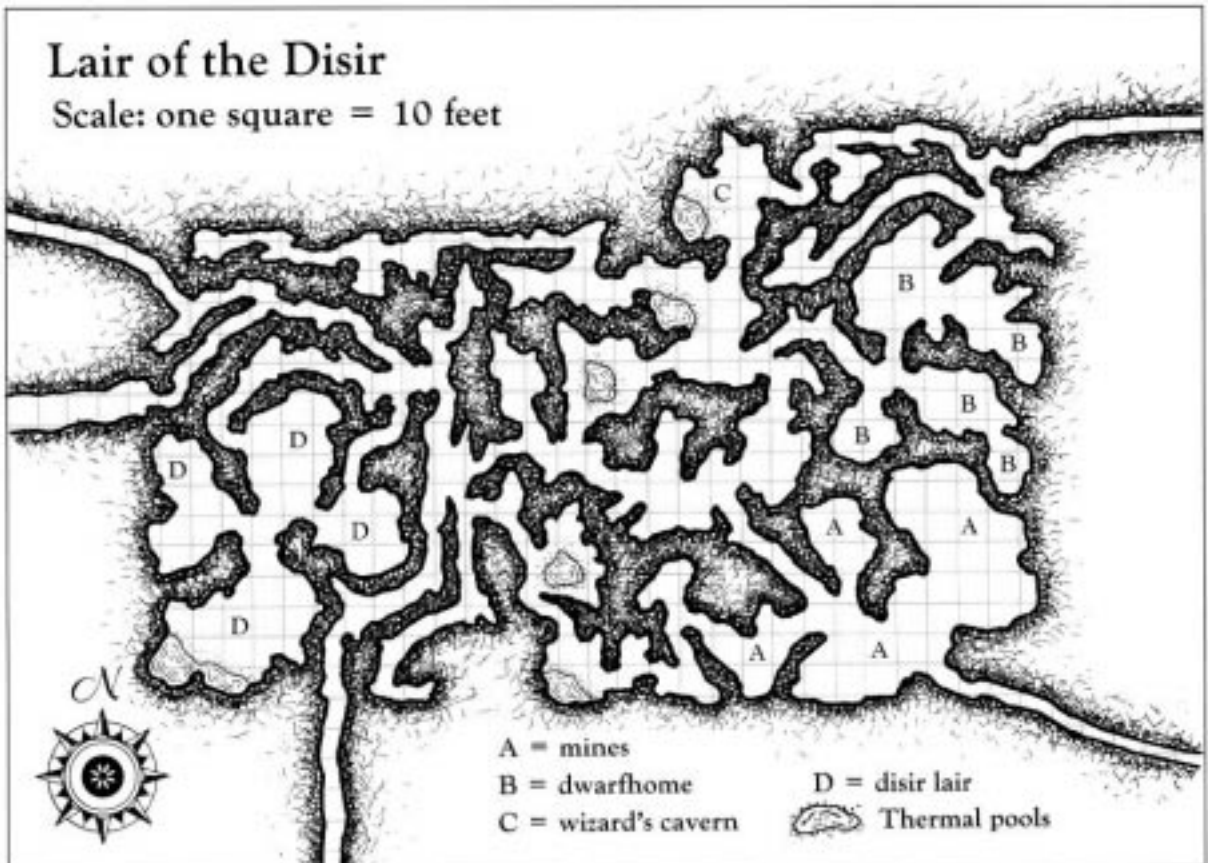 Lair of the Disir
Scale: one square = 10 feet
C
B
B
D
B
D
B
B
D
A
A
D
A
A
N
A = mines
B = dwarfhome
D = disir lair
C = wizard's cavern
Thermal pools